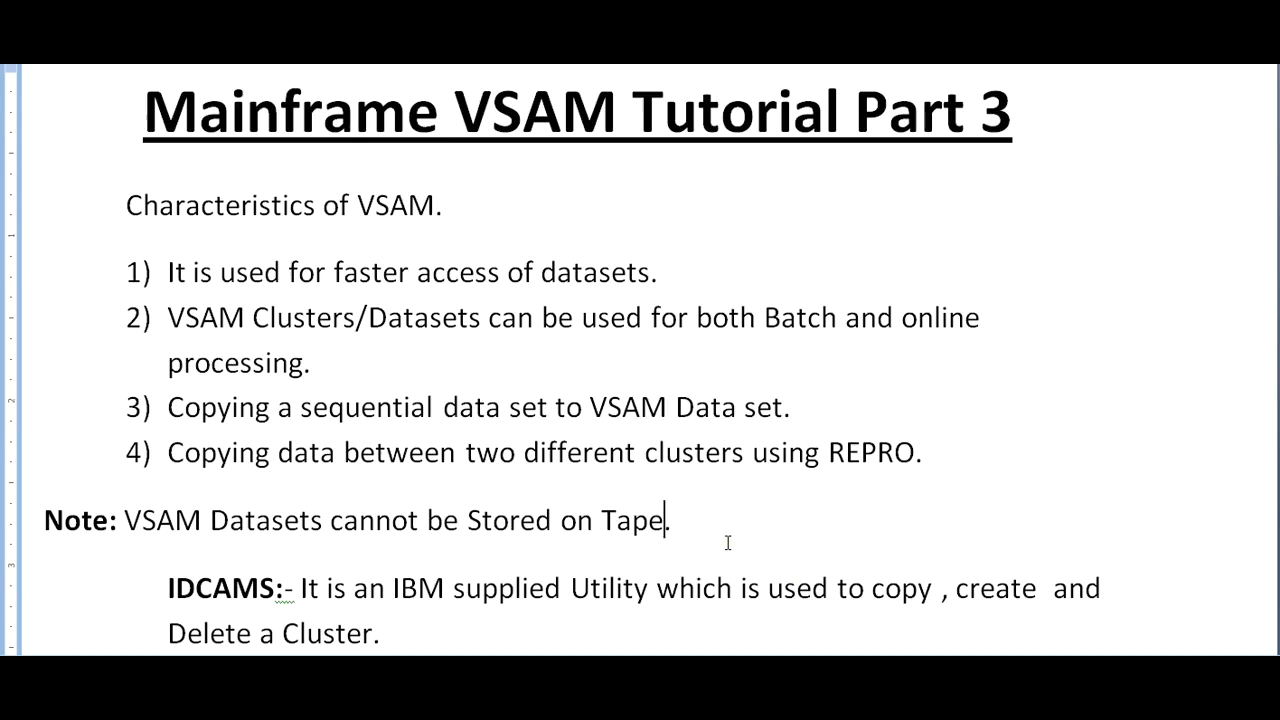 Mainframe VSAM Tutorial Part 3
Characteristics of VSAM.
1) It is used for faster access of datasets.
2) VSAM Clusters/Datasets can be used for both Batch and online
processing.
3) Copying a sequential data set to VSAM Data set.
4) Copying data between two different clusters using REPRO.
Note: VSAM Datasets cannot be Stored on Tape.
IDCAMS:- It is an IBM supplied Utility which is used to copy , create  and
Delete a Cluster.
1
2
3